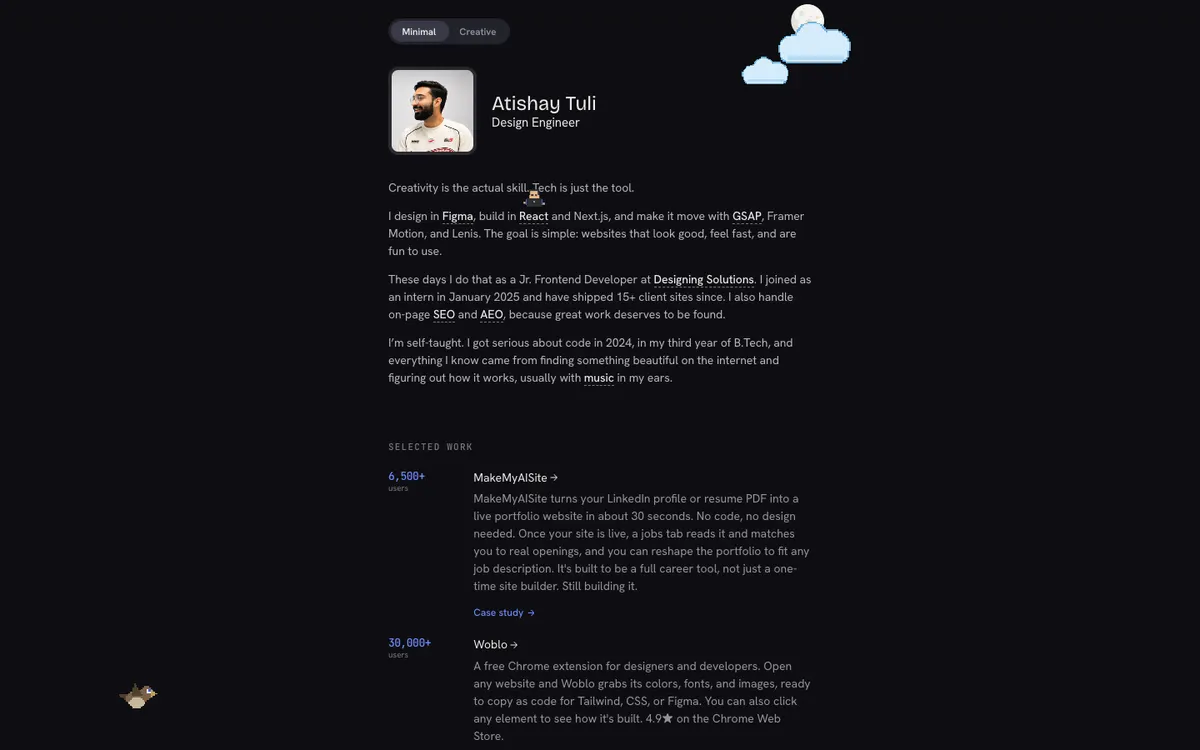 Minimal
Creative
Atishay Tuli
Design Engineer
Creativity is the actual skill. Tech is just the tool.
I design in Figma, build in React and Next.js, and make it move with GSAP, Framer
Motion, and Lenis. The goal is simple: websites that look good, feel fast, and are
fun to use.
These days I do that as a Jr. Frontend Developer at Designing Solutions. I joined as
an intern in January 2025 and have shipped 15+ client sites since. I also handle
on-page SEO and AEO, because great work deserves to be found.
I’m self-taught. I got serious about code in 2024, in my third year of B.Tech, and
everything I know came from finding something beautiful on the internet and
figuring out how it works, usually with music in my ears.
SELECTED WORK
6,500+
users
MakeMyAISite →
MakeMyAISite turns your LinkedIn profile or resume PDF into a
live portfolio website in about 30 seconds. No code, no design
needed. Once your site is live, a jobs tab reads it and matches
you to real openings, and you can reshape the portfolio to fit any
job description. It's built to be a full career tool, not just a one-
time site builder. Still building it.
Case study →
30,000+
users
Woblo →
A free Chrome extension for designers and developers. Open
any website and Woblo grabs its colors, fonts, and images, ready
to copy as code for Tailwind, CSS, or Figma. You can also click
any element to see how it's built. 4.9★ on the Chrome Web
Store.